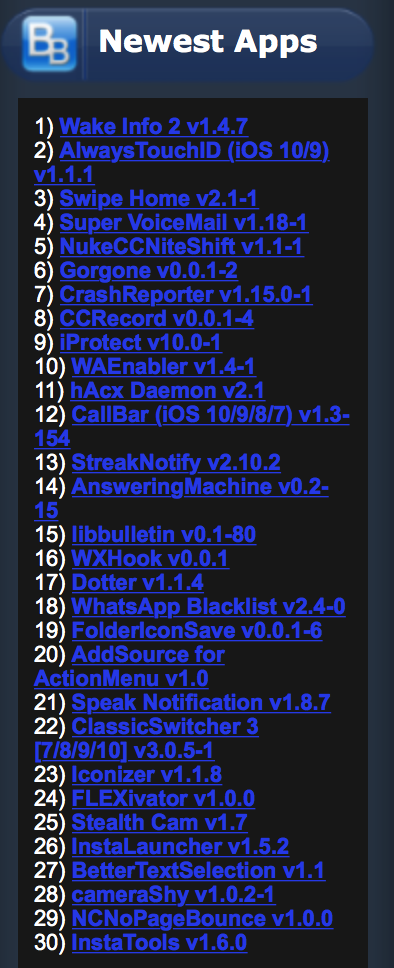 BB
Newest Apps
1) Wake Info 2 v1.4.7
2) AlwaysTouchID (iOS 10/9)
v1.1.1
3) Swipe Home v2.1-1
4) Super VoiceMail v1.18-1
5) NukeCCNiteShift v1.1-1
6) Gorgone v0.0.1-2
7) CrashReporter v1.15.0-1
8) CCRecord v0.0.1-4
9) iProtect v10.0-1
10) WAEnabler v1.4-1
11) hAcx Daemon v2.1
12) CallBar (iOS 10/9/8/7) v1.3-
154
13) StreakNotify v2.10.2
14) AnsweringMachine v0.2-
15
15) libbulletin v0.1-80
16) WXHook v0.0.1
17) Dotter v1.1.4
18) WhatsApp Blacklist v2.4-0
19) FolderIconSave v0.0.1-6
20) AddSource for
ActionMenu v1.0
21) Speak Notification v1.8.7
22) ClassicSwitcher 3
[7/8/9/10] v3.0.5-1
23) Iconizer v1.1.8
24) FLEXivator v1.0.0
25) Stealth Cam v1.7
26) InstaLauncher v1.5.2
27) BetterTextSelection v1.1
28) cameraShy v1.0.2-1
29) NCNoPageBounce v1.0.0
30) InstaTools v1.6.0